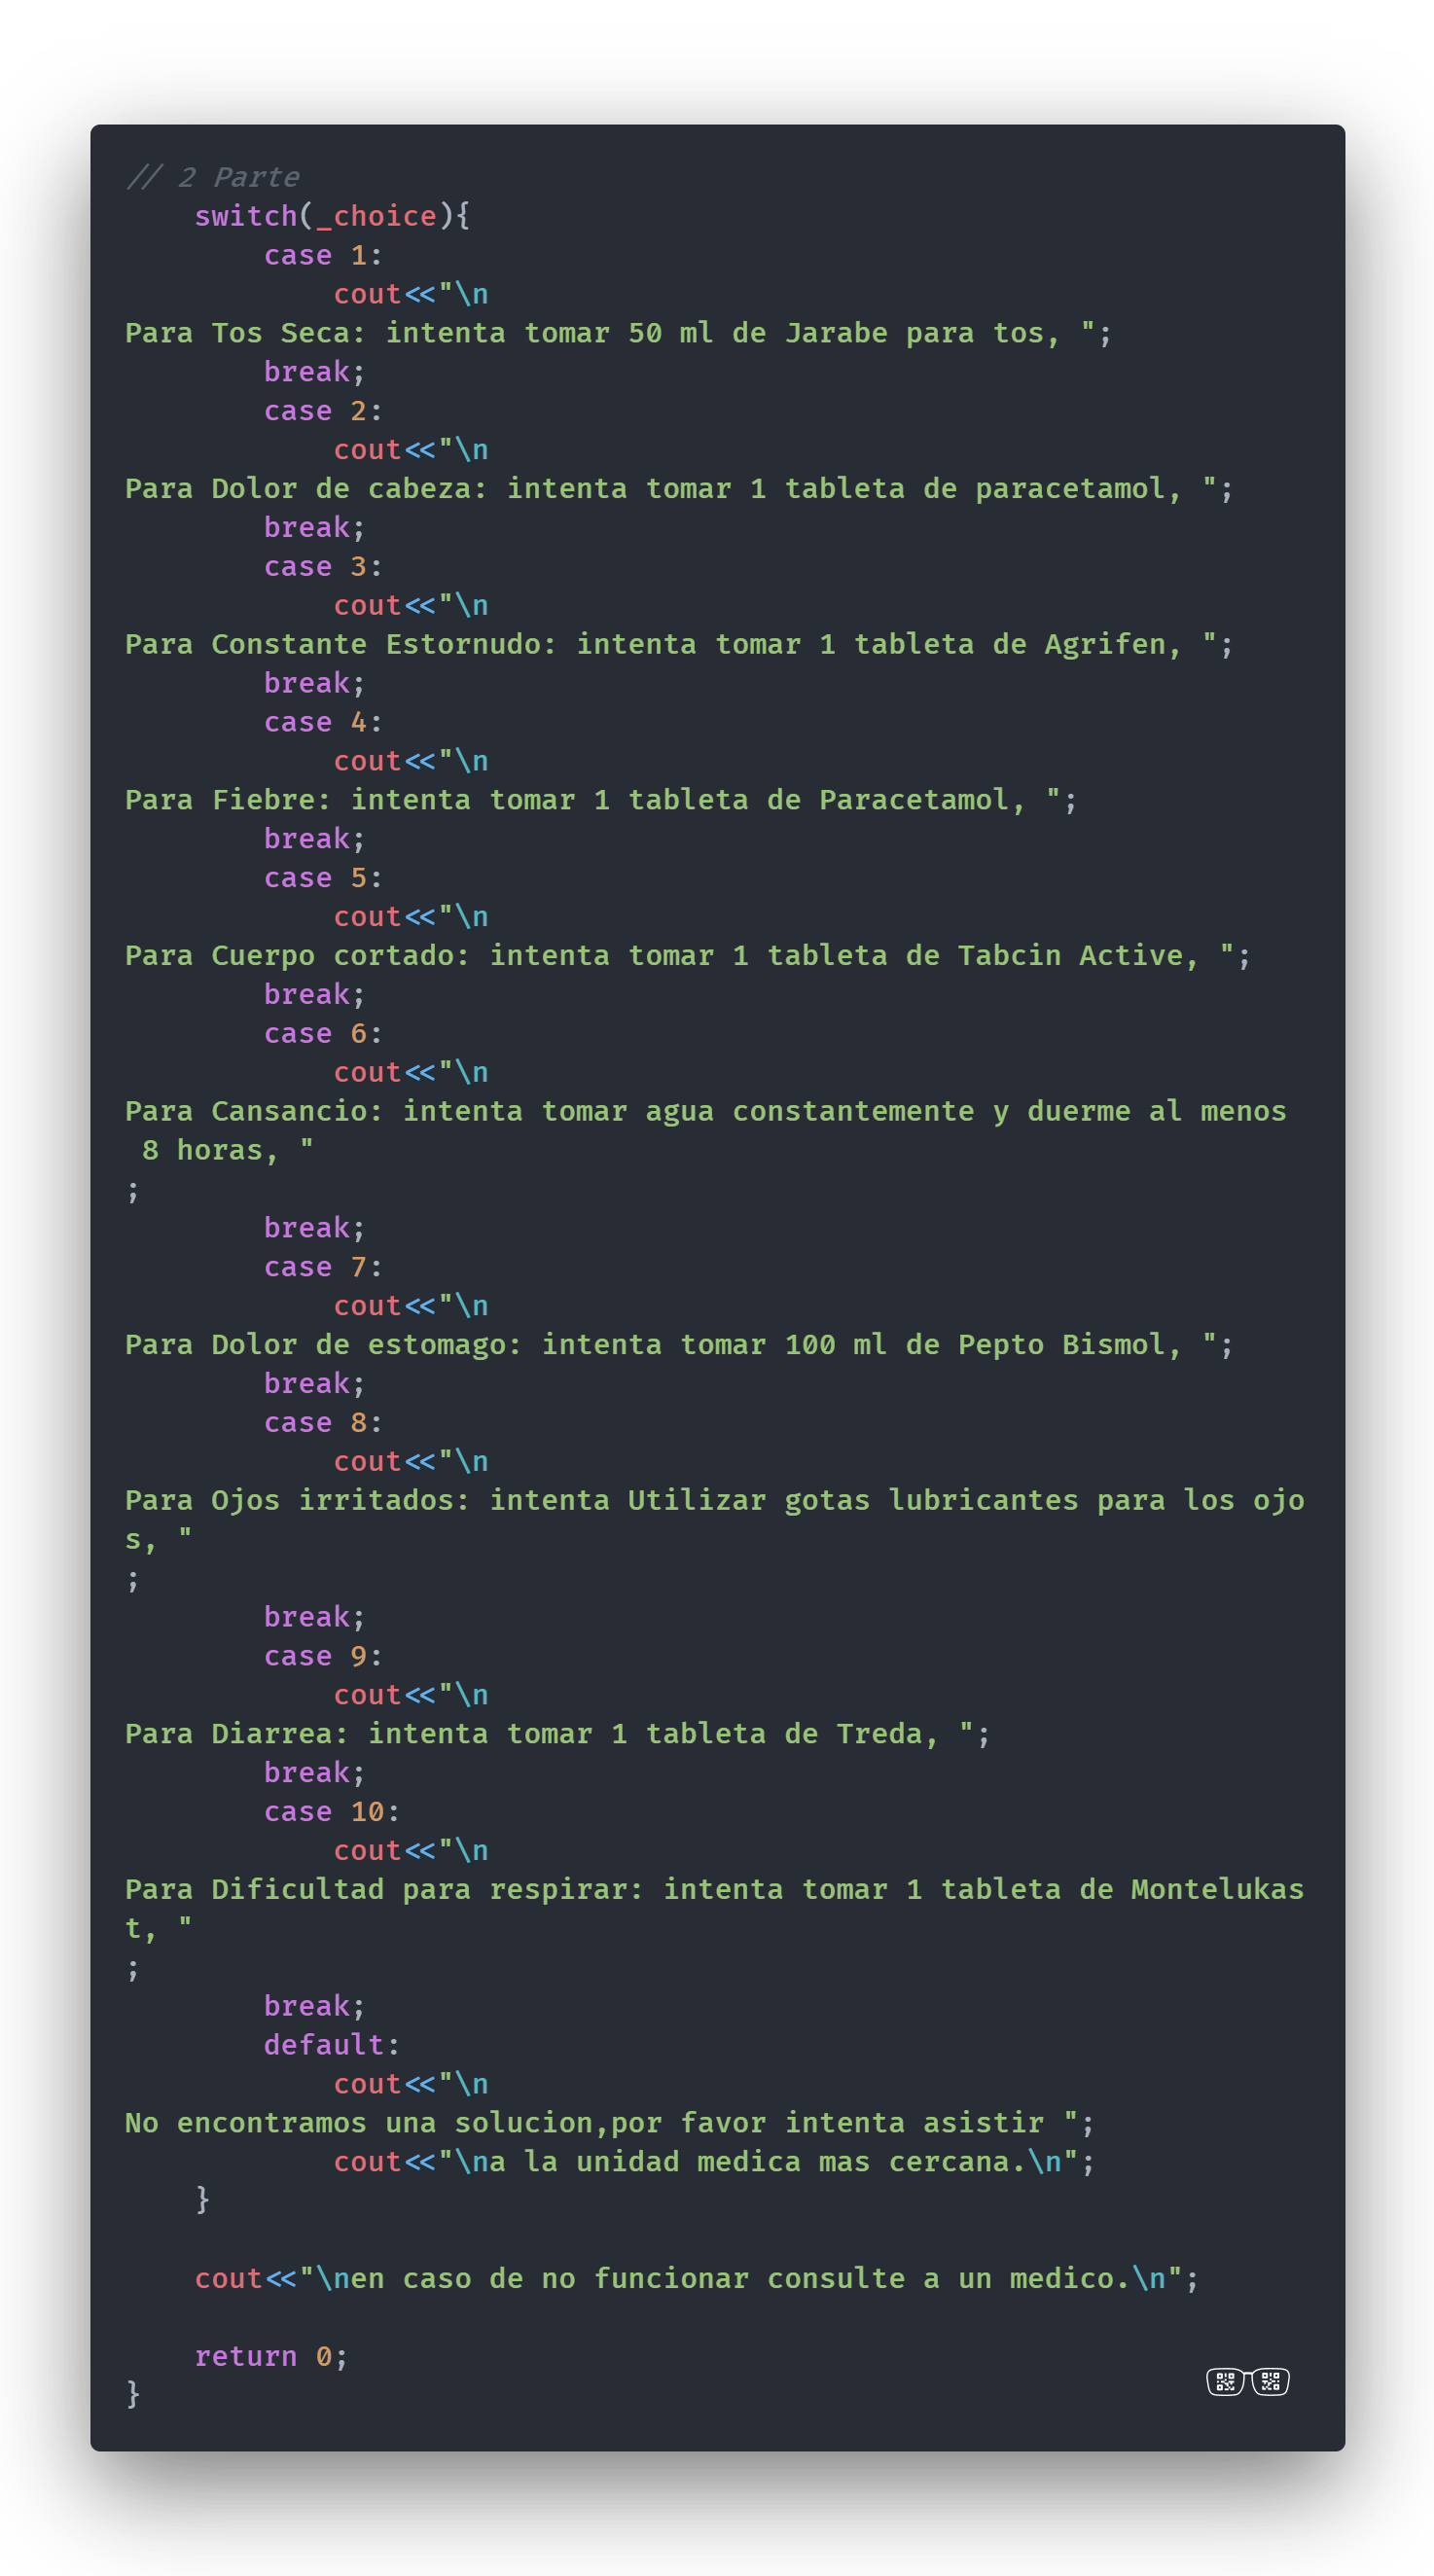 // 2 Parte
    switch(_choice){
        case 1:
            cout<<"\n
Para Tos Seca: intenta tomar 50 ml de Jarabe para tos, ";
        break;
        case 2:
            cout<<"\n
Para Dolor de cabeza: intenta tomar 1 tableta de paracetamol, ";
        break;
        case 3:
            cout<<"\n
Para Constante Estornudo: intenta tomar 1 tableta de Agrifen, ";
        break;
        case 4:
            cout<<"\n
Para Fiebre: intenta tomar 1 tableta de Paracetamol, ";
        break;
        case 5:
            cout<<"\n
Para Cuerpo cortado: intenta tomar 1 tableta de Tabcin Active, ";
        break;
        case 6:
            cout<<"\n
Para Cansancio: intenta tomar agua constantemente y duerme al menos
 8 horas, "
;
        break;
        case 7:
            cout<<"\n
Para Dolor de estomago: intenta tomar 100 ml de Pepto Bismol, ";
        break;
        case 8:
            cout<<"\n
Para Ojos irritados: intenta Utilizar gotas lubricantes para los ojo
s, "
;
        break;
        case 9:
            cout<<"\n
Para Diarrea: intenta tomar 1 tableta de Treda, ";
        break;
        case 10:
            cout<<"\n
Para Dificultad para respirar: intenta tomar 1 tableta de Montelukas
t, "
;
        break;
        default:
            cout<<"\n
No encontramos una solucion,por favor intenta asistir ";
            cout<<"\na la unidad medica mas cercana.\n";
    }

    cout<<"\nen caso de no funcionar consulte a un medico.\n";

    return 0;
}